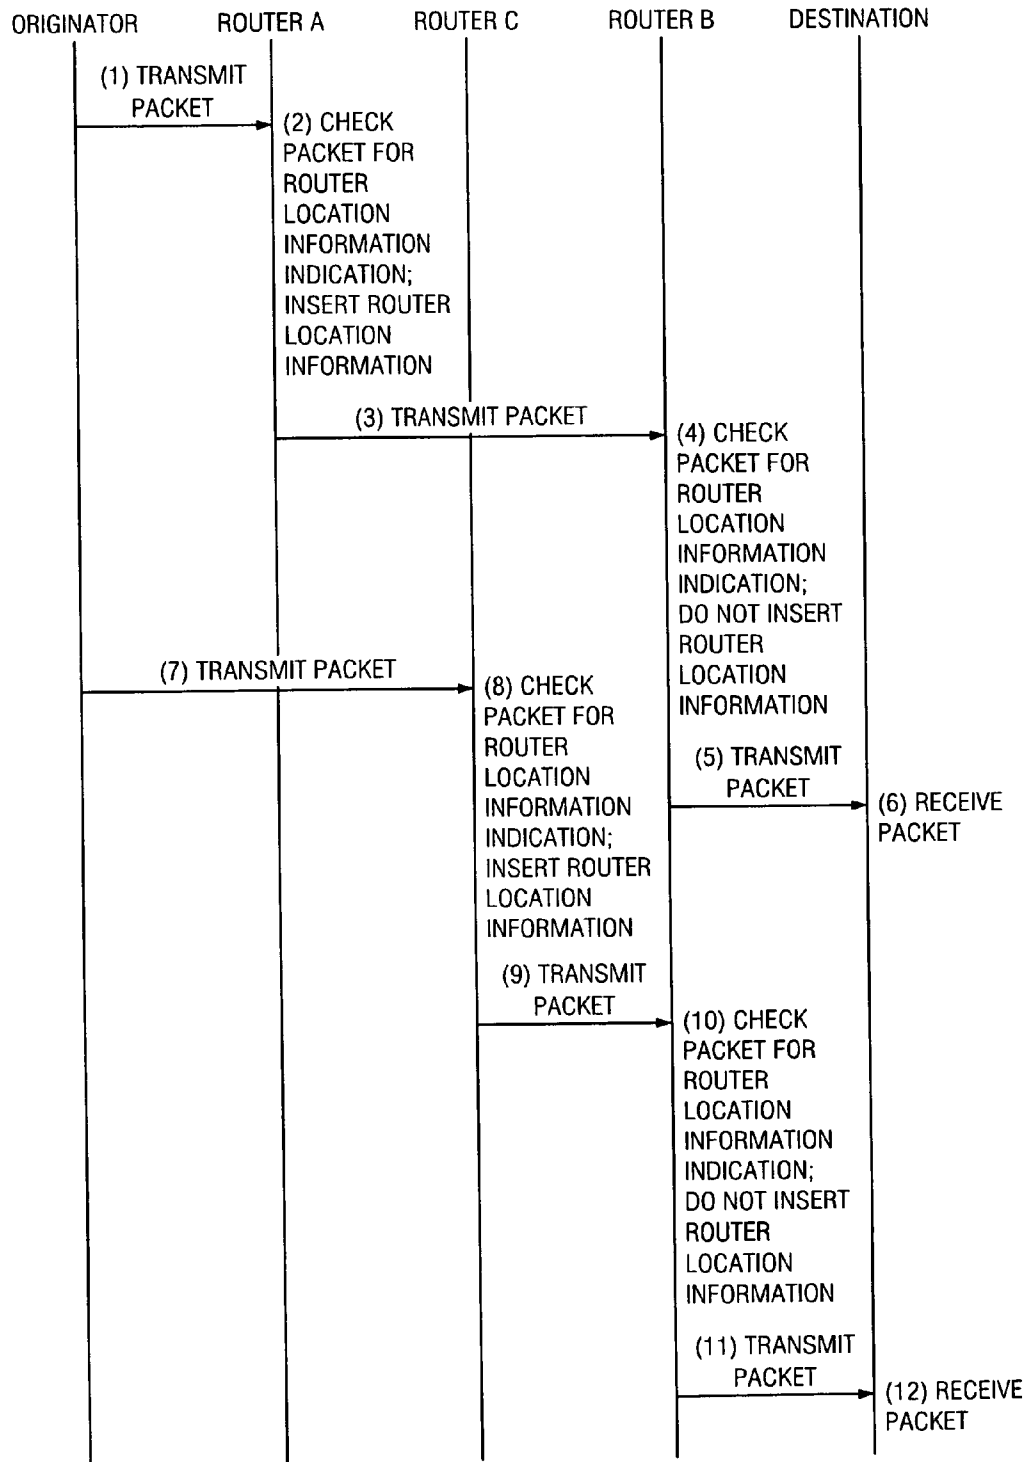 ORIGINATOR
ROUTER A
ROUTER C
ROUTER B
DESTINATION
(1) TRANSMIT
PACKET
(2) CHECK
PACKET FOR
ROUTER
LOCATION
INFORMATION
INDICATION;
INSERT ROUTER
LOCATION
INFORMATION
(3) TRANSMIT PACKET
(4) CHECK
PACKET FOR
ROUTER
LOCATION
INFORMATION
INDICATION;
DO NOT INSERT
ROUTER
LOCATION
INFORMATION
(5) TRANSMIT
PACKET
(6) RECEIVE
PACKET
(7) TRANSMIT PACKET
(8) CHECK
PACKET FOR
ROUTER
LOCATION
INFORMATION
INDICATION;
INSERT ROUTER
LOCATION
INFORMATION
(9) TRANSMIT
PACKET
(10) CHECK
PACKET FOR
ROUTER
LOCATION
INFORMATION
INDICATION;
DO NOT INSERT
ROUTER
LOCATION
INFORMATION
(11) TRANSMIT
PACKET
(12) RECEIVE
PACKET